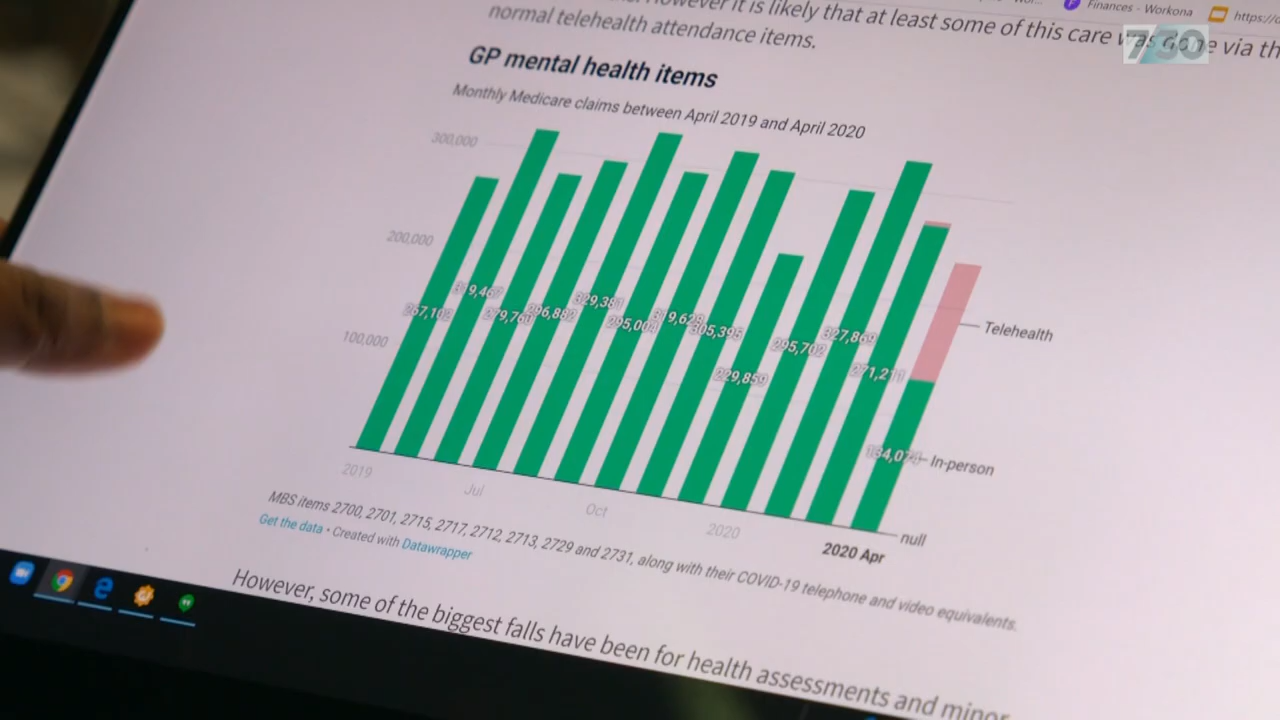 Finances - Workona
https://
However it is likely that at least some of this care was done via
normal telehealth attendance items.
7 30
GP mental health items
Monthly Medicare claims between April 2019 and April 2020
300,000
200,000
100,000
267,102
319,467
279,760
296,882
329,381
295,004
319,628
305,395
229,859
295,702
327,869
271,211
134,074
Telehealth
In-person
null
2019
Jul
Oct
2020
2020 Apr
MBS items 2700, 2701, 2715, 2717, 2712, 2713, 2729 and 2731, along with their COVID-19 telephone and video equivalents.
Get the data • Created with Datawrapper
However, some of the biggest falls have been for health assessments and minor